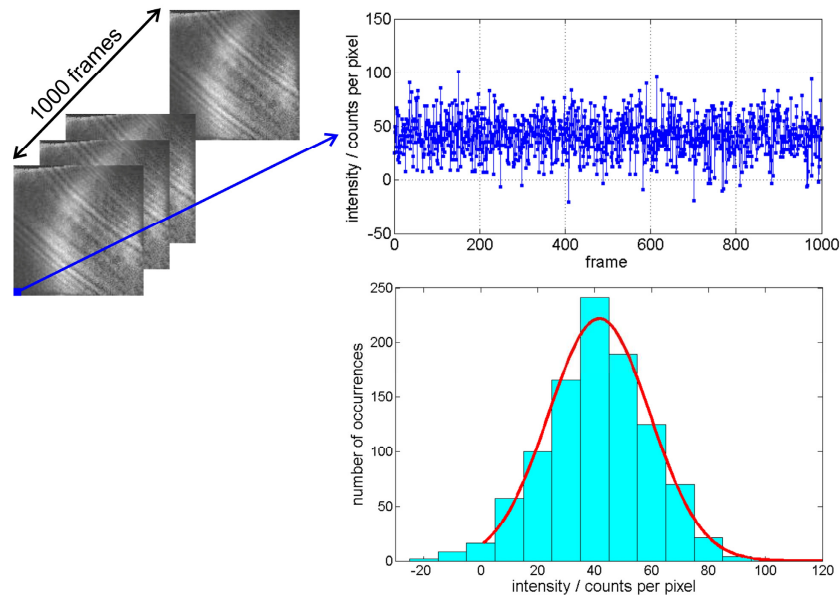 1000 frames
150
100
50
0
-50
intensity / counts per pixel
0 200 400 600 800 1000
frame
250
200
150
100
50
0
number of occurrences
-20 0 20 40 60 80 100 120
intensity / counts per pixel